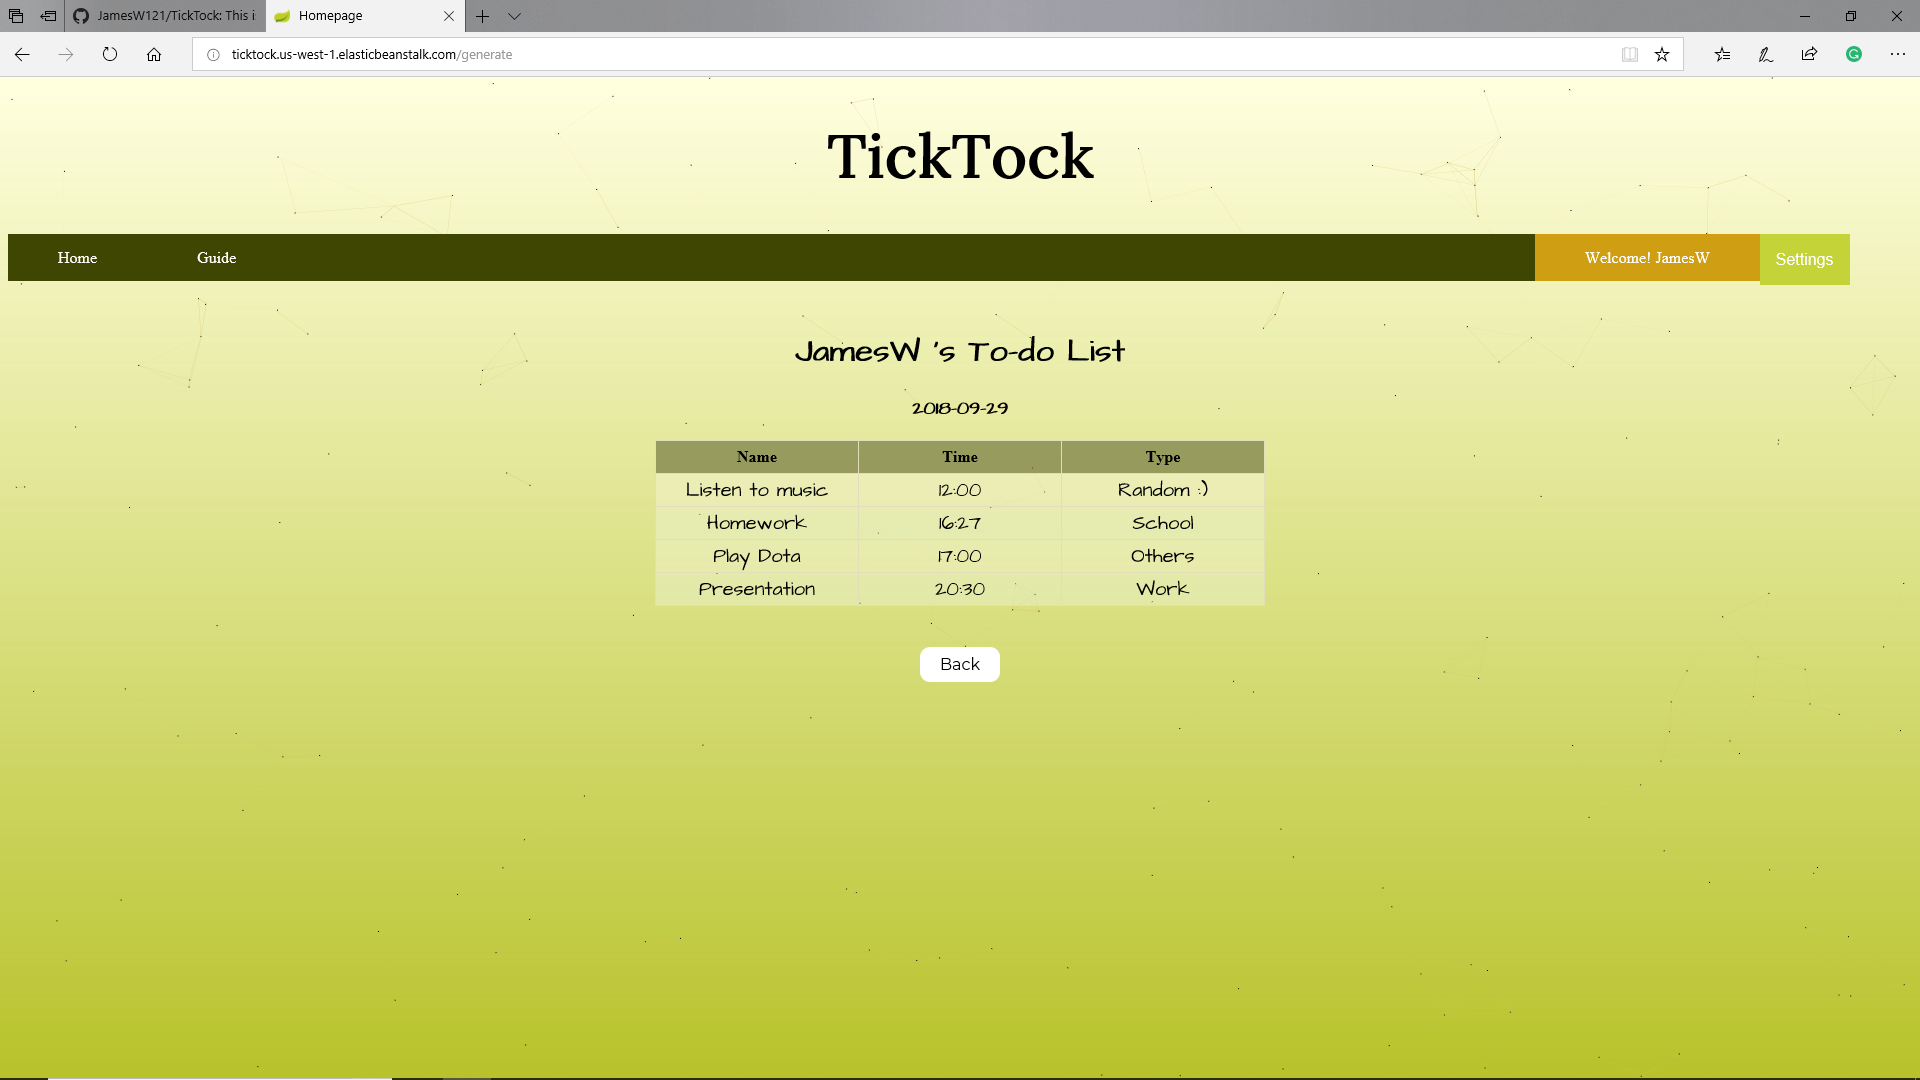 JamesW121/TickTock: This i
Homepage
ticktock.us-west-1.elasticbeanstalk.com/generate
TickTock
Home Guide Welcome! JamesW Settings
JamesW 's To-do List
2018-09-29
Name Time Type
Listen to music 12:00 Random :)
Homework 16:27 School
Play Dota 17:00 Others
Presentation 20:30 Work
Back